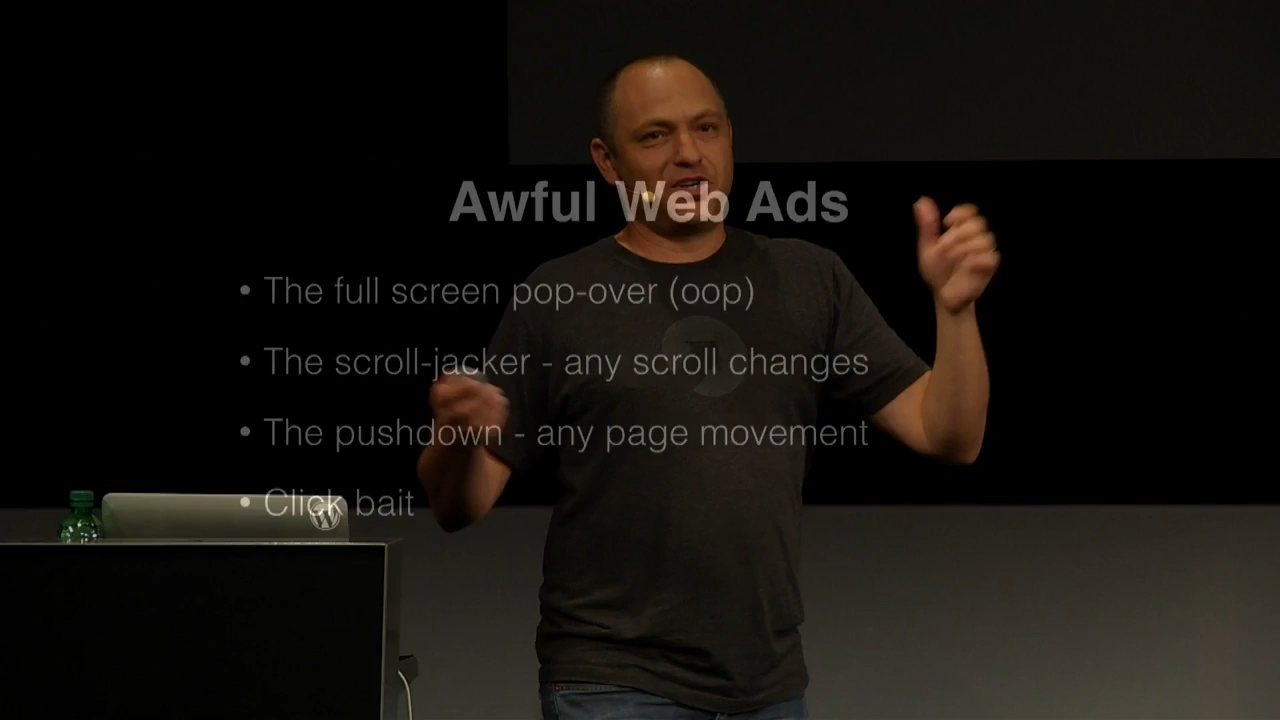 Awful Web Ads
• The full screen pop-over (oop)
• The scroll-jacker - any scroll changes
• The pushdown - any page movement
• Click bait